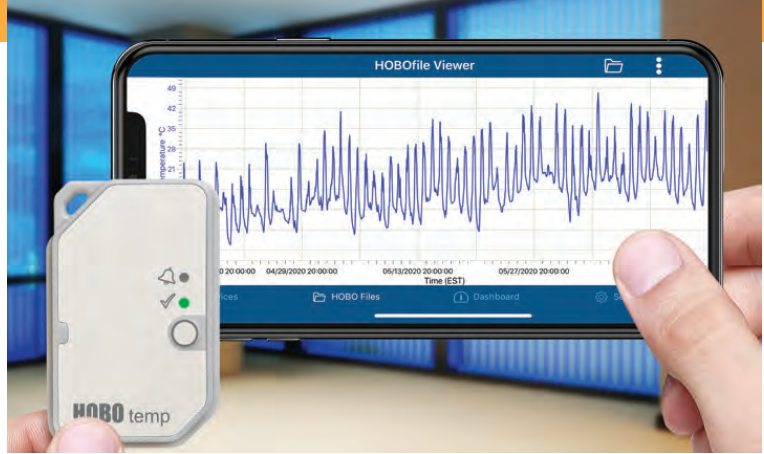 HOBOfile Viewer
49
42
35
28
21
20:00:00 04/29/2020 20:00:00 05/13/2020 20:00:00 05/27/2020 20:00:00
Time (EST)
HOBO Files Dashboard
HOBO temp